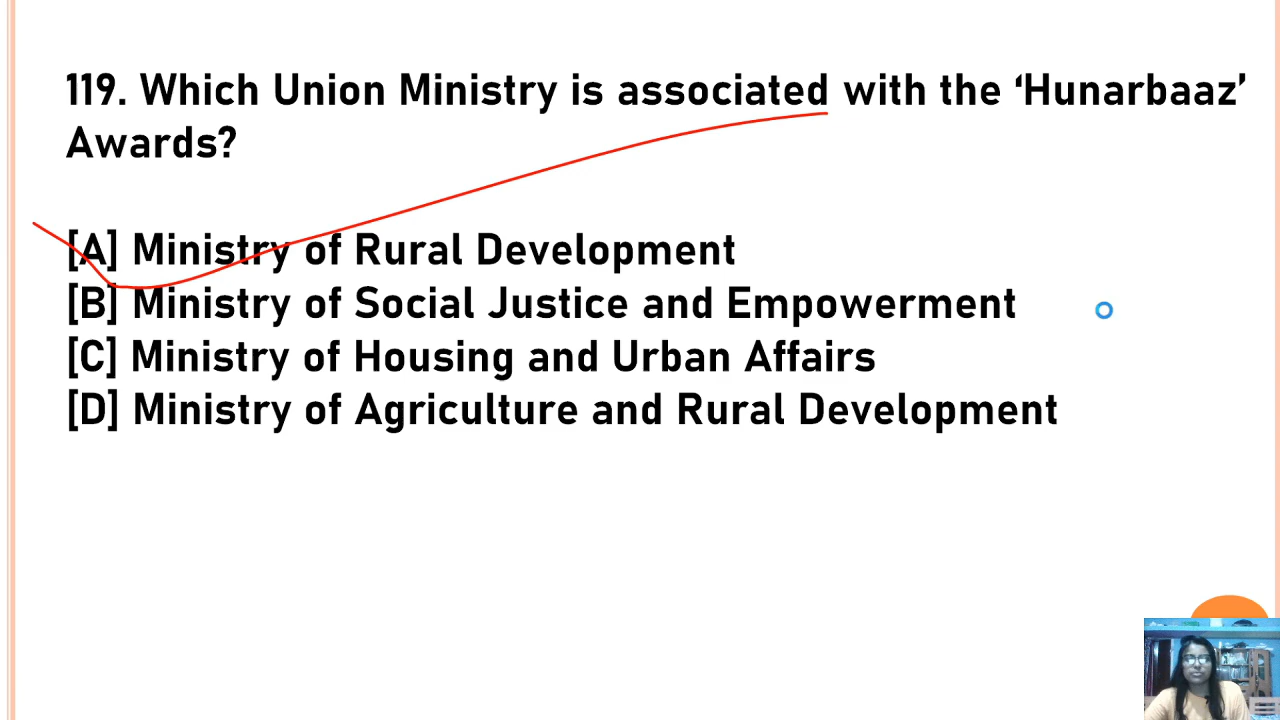 119. Which Union Ministry is associated with the ‘Hunarbaaz’
Awards?
[A] Ministry of Rural Development
[B] Ministry of Social Justice and Empowerment
[C] Ministry of Housing and Urban Affairs
[D] Ministry of Agriculture and Rural Development